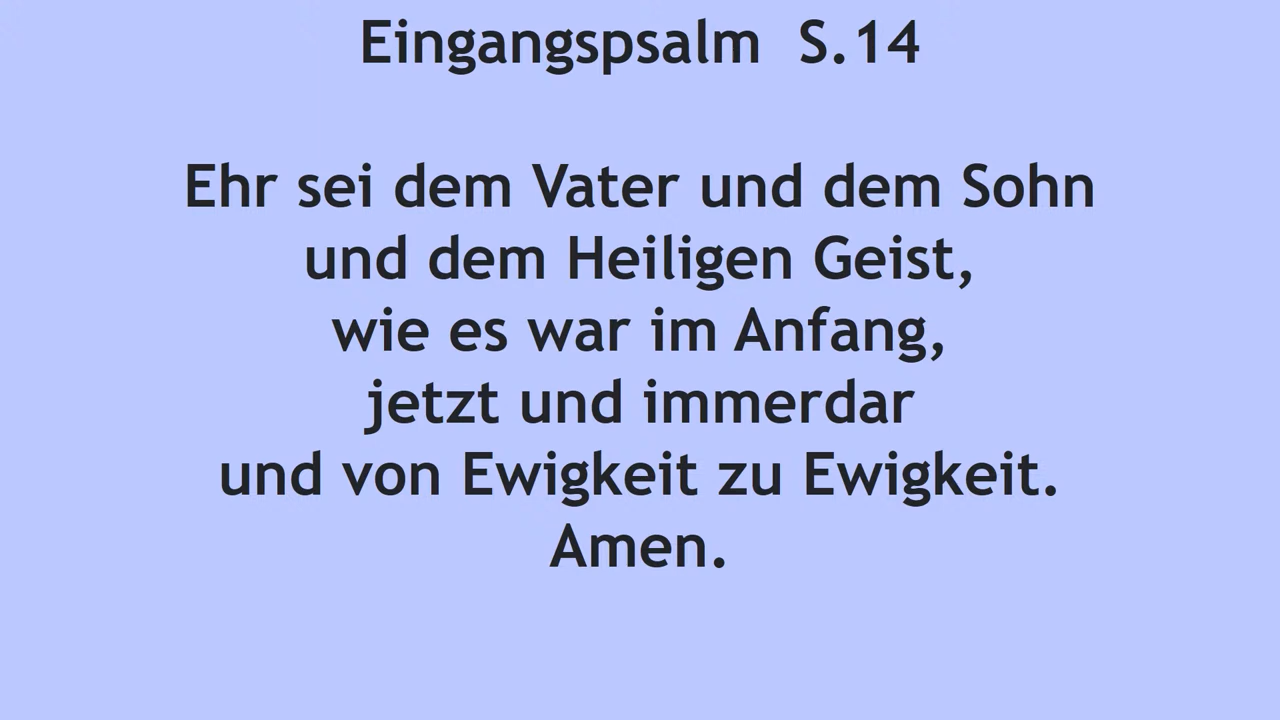 Eingangspsalm S.14
Ehr sei dem Vater und dem Sohn
und dem Heiligen Geist,
wie es war im Anfang,
jetzt und immerdar
und von Ewigkeit zu Ewigkeit.
Amen.